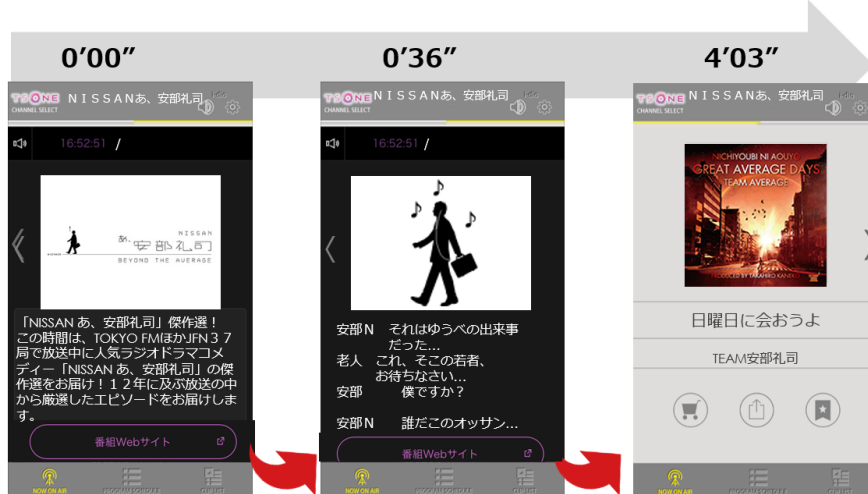 0′00″
0′36″
4′03″
TSONE ＮＩＳＳＡＮあ、安部礼司
CHANNEL SELECT
16:52:51 /
NISSAN
あ、安部礼司
BEYOND THE AVERAGE
「NISSAN あ、安部礼司」傑作選！
この時間は、TOKYO FMほかJFN３７
局で放送中に人気ラジオドラマコメ
ディー「NISSAN あ、安部礼司」の傑
作選をお届け！１２年に及ぶ放送の中
から厳選したエピソードをお届けしま
す。
番組Webサイト
NOW ON AIR
TSONE ＮＩＳＳＡＮあ、安部礼司
CHANNEL SELECT
16:52:51 /
安部Ｎ　それはゆうべの出来事
だった…
老人　これ、そこの若者、
お待ちなさい…
安部　　僕ですか？
安部Ｎ　　誰だこのオッサン…
番組Webサイト
NOW ON AIR
TSONE ＮＩＳＳＡＮあ、安部礼司
CHANNEL SELECT
NICHIYOUBI NI AOUYO
GREAT AVERAGE DAYS
TEAM AVERAGE
PRODUCED BY TAKAHIRO KANEKO
日曜日に会おうよ
TEAM安部礼司
NOW ON AIR